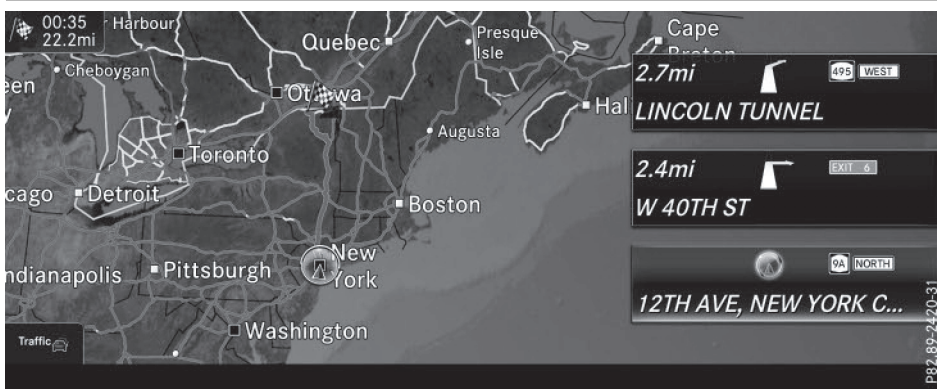 00:35
22.2mi
Harbour
Quebec
Presque
Isle
Cape
Breton
Cheboygan
een
Ottawa
Hal
Augusta
Toronto
cago
Detroit
Boston
New
York
ndianapolis
Pittsburgh
Washington
Traffic
2.7mi
495 WEST
LINCOLN TUNNEL
2.4mi
EXIT 6
W 40TH ST
9A NORTH
12TH AVE, NEW YORK C...
P82.89-2420-31